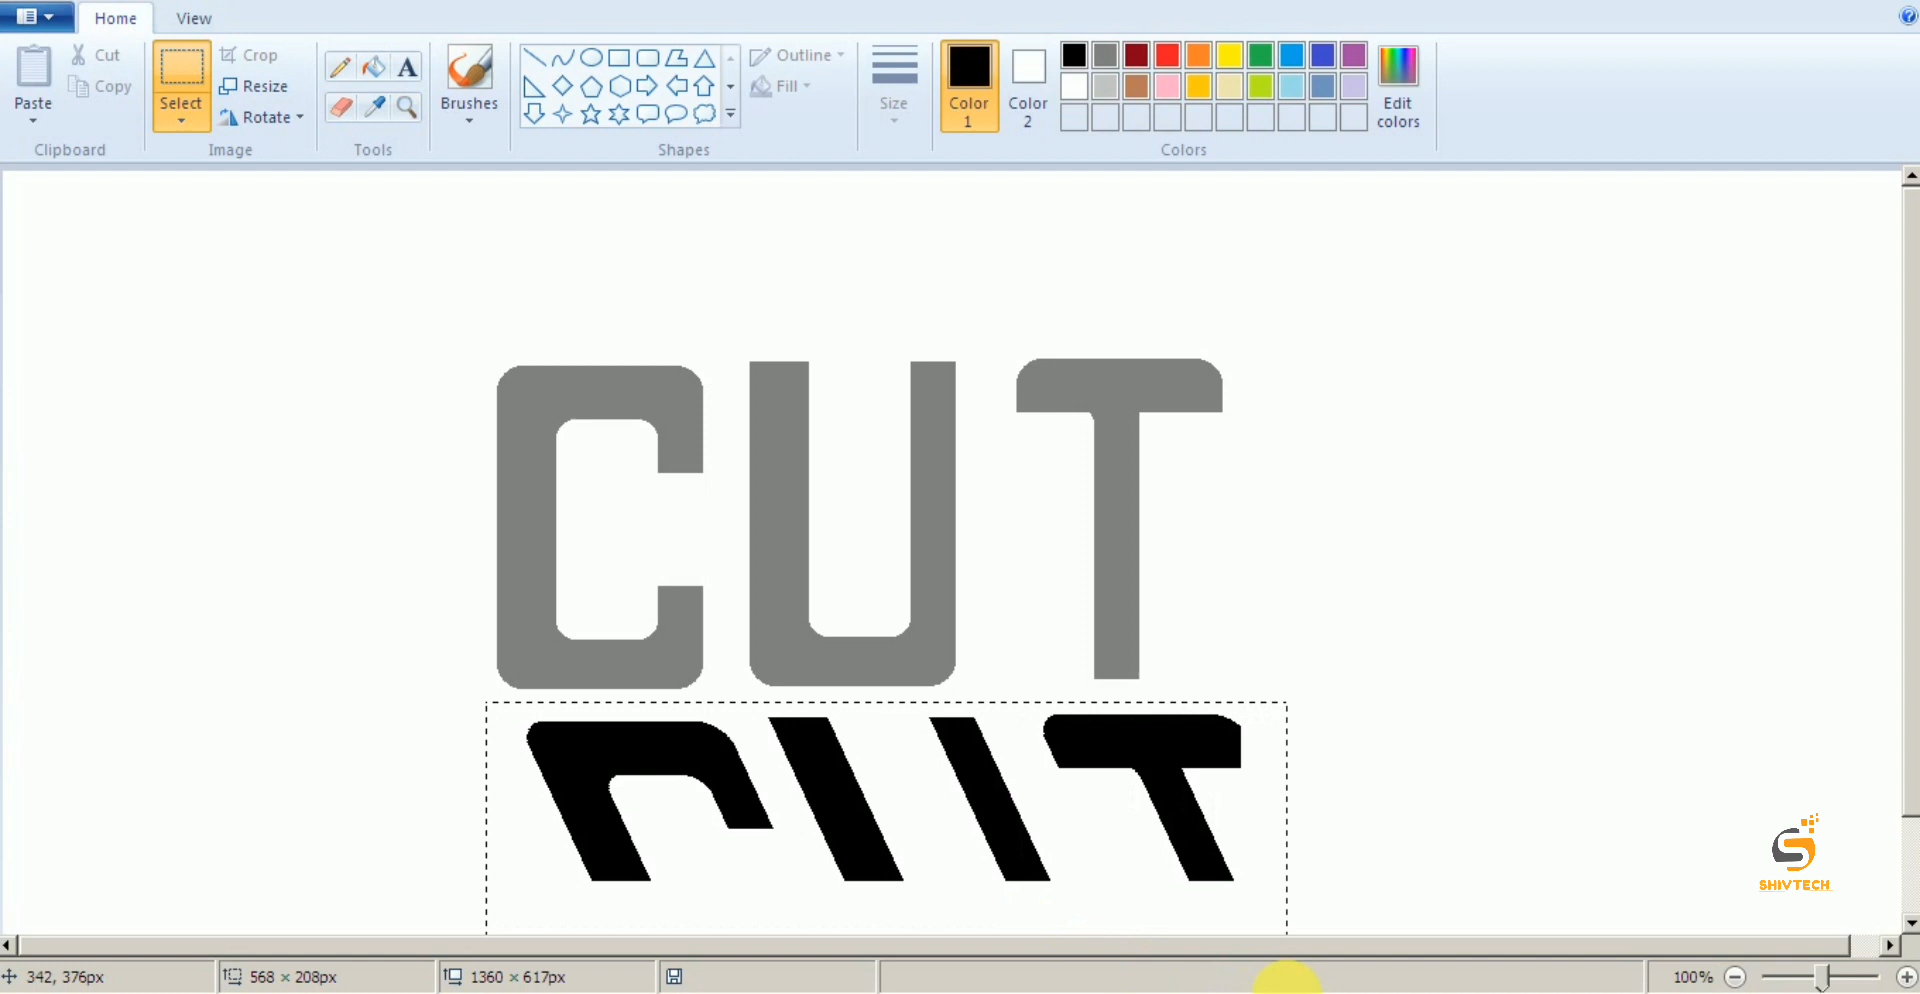 Home View
Cut
Copy
Paste
Clipboard
Select
Crop
Resize
Rotate
Image
A
Tools
Brushes
Shapes
Outline
Fill
Size
Color 1
Color 2
Edit colors
Colors
CUT
CUT
SHIVTECH
342, 376px
568 × 208px
1360 × 617px
100%